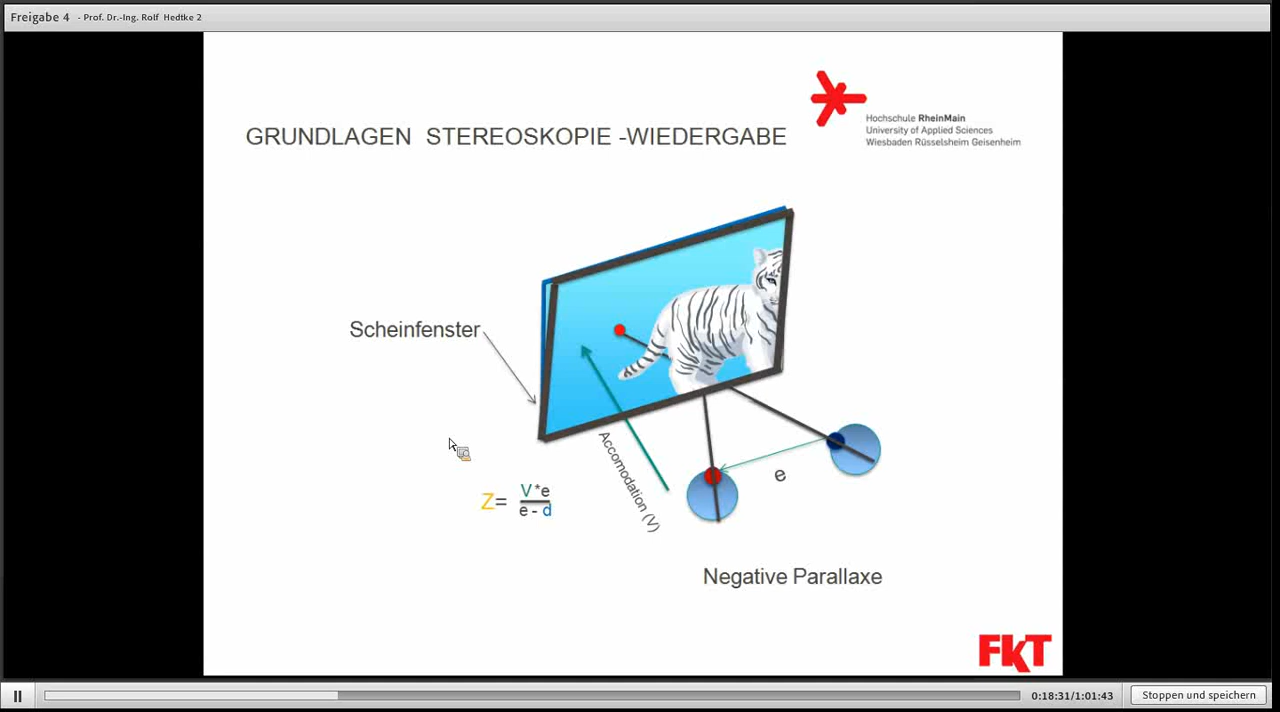 Freigabe 4 - Prof. Dr.-Ing. Rolf Hedtke 2
GRUNDLAGEN STEREOSKOPIE -WIEDERGABE
Hochschule RheinMain
University of Applied Sciences
Wiesbaden Rüsselsheim Geisenheim
Scheinfenster
Accomodation (V)
e
Z= V*e
e - d
Negative Parallaxe
FKT
0:18:31/1:01:43
Stoppen und speichern